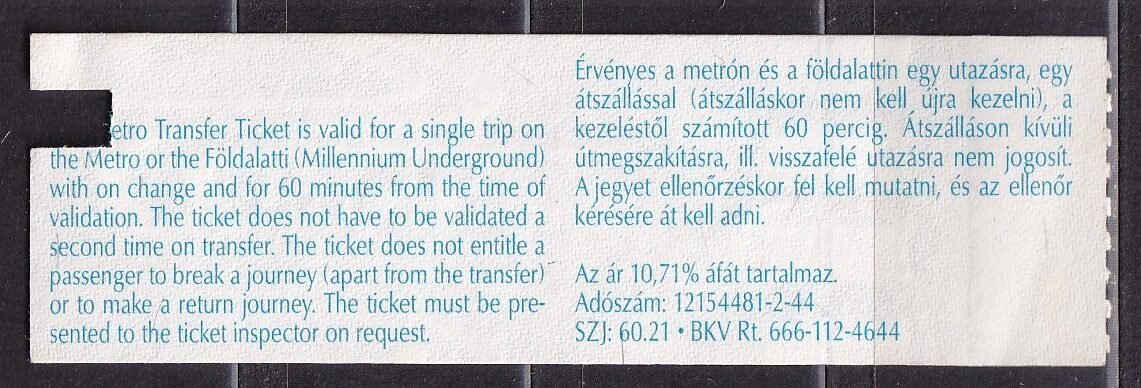 etro Transfer Ticket is valid for a single trip on
the Metro or the Földalatti (Millennium Underground)
with on change and for 60 minutes from the time of
validation. The ticket does not have to be validated a
second time on transfer. The ticket does not entitle a
passenger to break a journey (apart from the transfer)
or to make a return journey. The ticket must be pre-
sented to the ticket inspector on request.
Érvényes a metrón és a földalattin egy utazásra, egy
átszállással (átszálláskor nem kell újra kezelni), a
kezeléstől számított 60 percig. Átszálláson kívüli
útmegszakításra, ill. visszafelé utazásra nem jogosít.
A jegyet ellenőrzéskor fel kell mutatni, és az ellenőr
kérésére át kell adni.
Az ár 10,71% áfát tartalmaz.
Adószám: 12154481-2-44
SZJ: 60.21 • BKV Rt. 666-112-4644